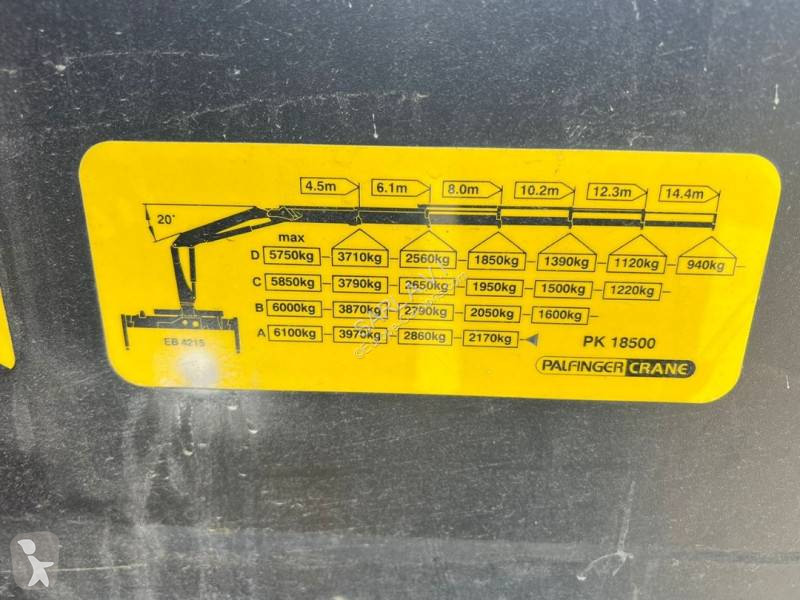 4.5m 6.1m 8.0m 10.2m 12.3m 14.4m
20°
max
D 5750kg 3710kg 2560kg 1850kg 1390kg 1120kg 940kg
C 5850kg 3790kg 2650kg 1950kg 1500kg 1220kg
B 6000kg 3870kg 2790kg 2050kg 1600kg
A 6100kg 3970kg 2860kg 2170kg
EB 4215
PK 18500
PALFINGER CRANE